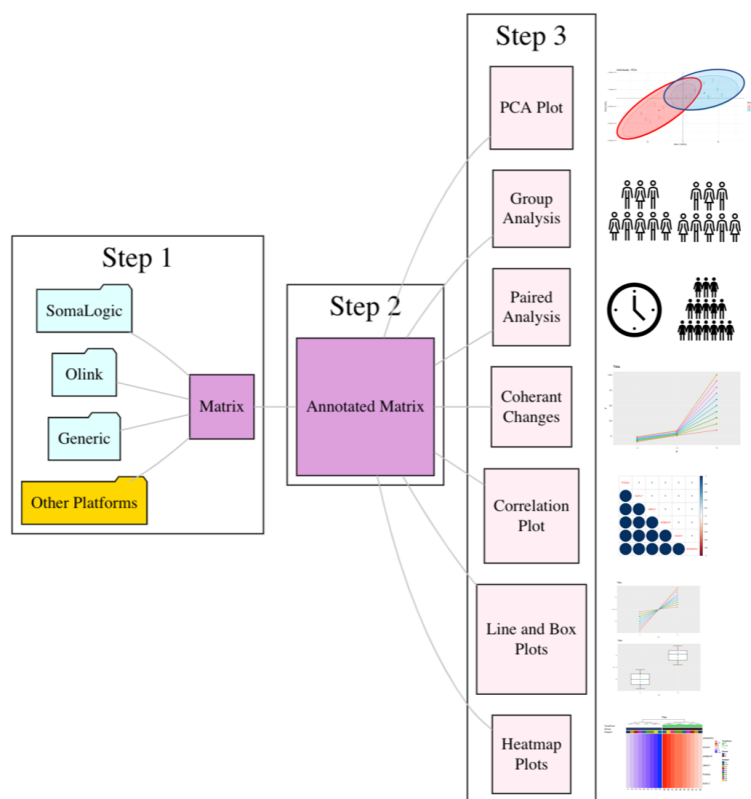 Step 1
SomaLogic
Olink
Generic
Other Platforms
Matrix
Step 2
Annotated Matrix
Step 3
PCA Plot
Group
Analysis
Paired
Analysis
Coherant
Changes
Correlation
Plot
Line and Box
Plots
Heatmap
Plots